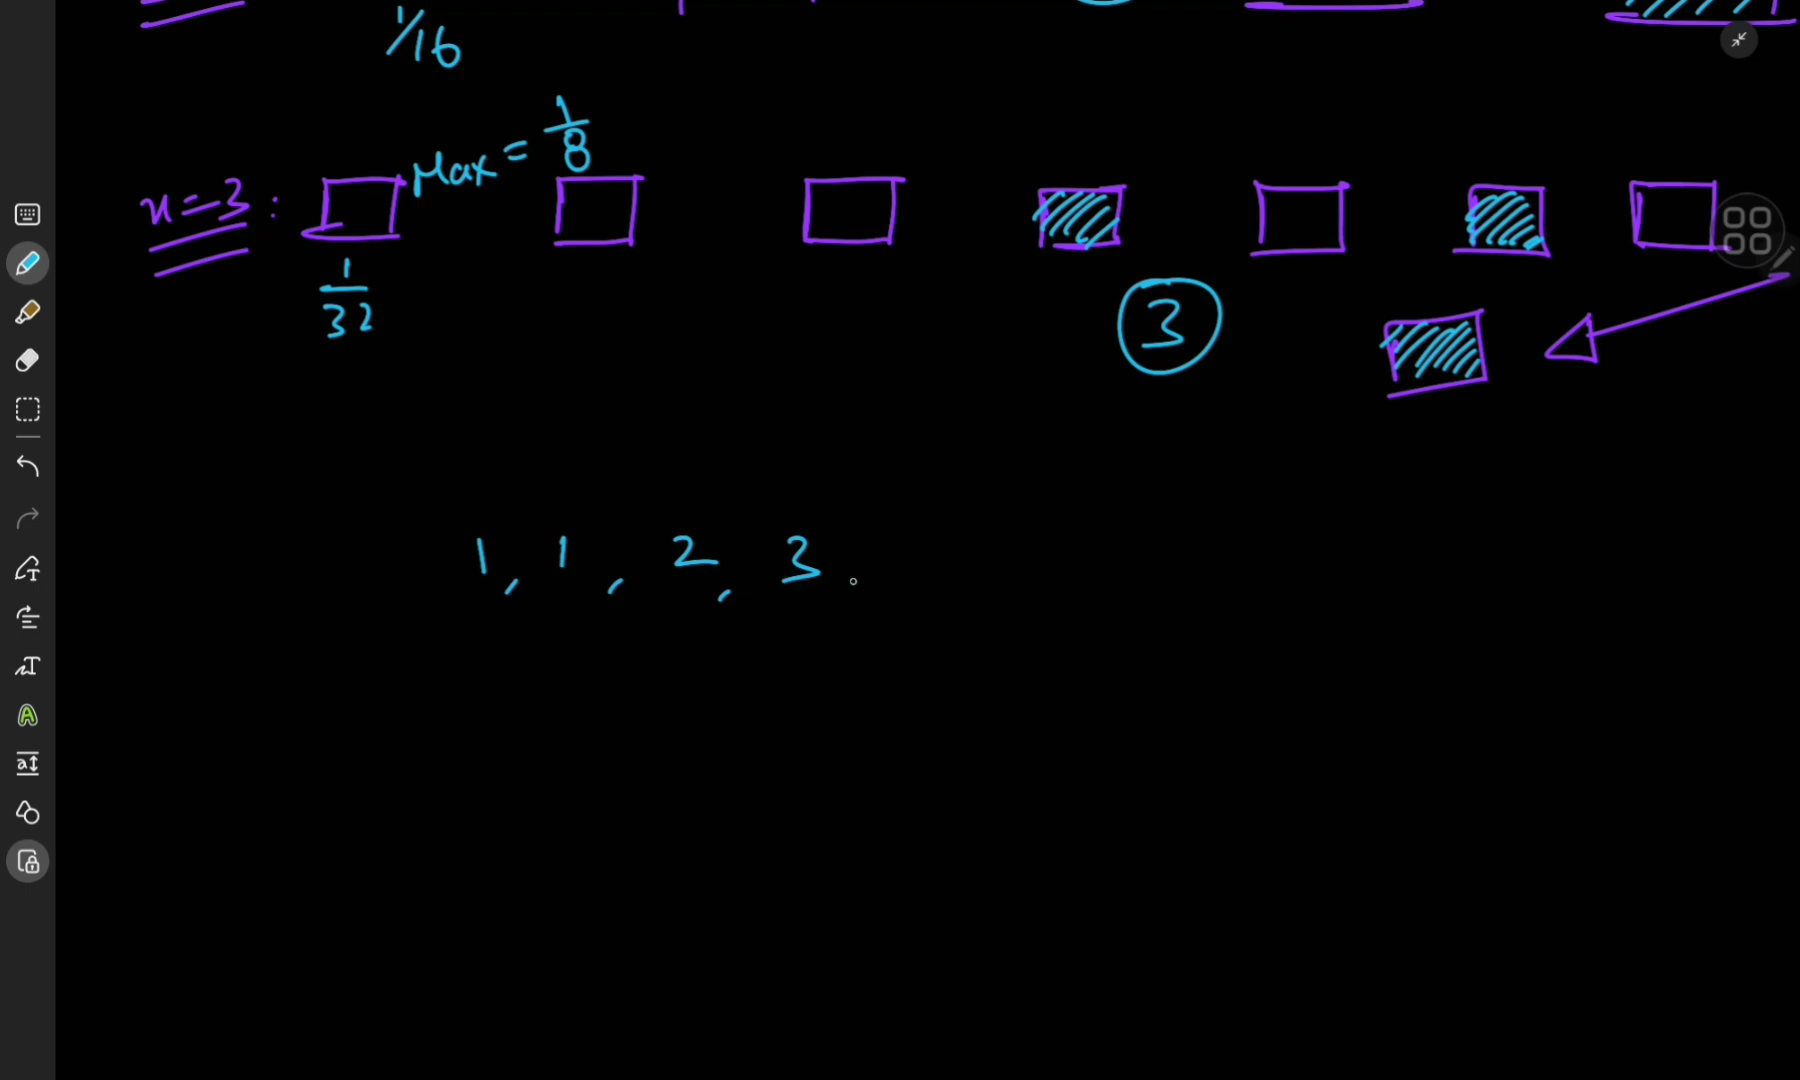 1/16
Max = 1/8
n=3:
1/32
3
1, 1, 2, 3